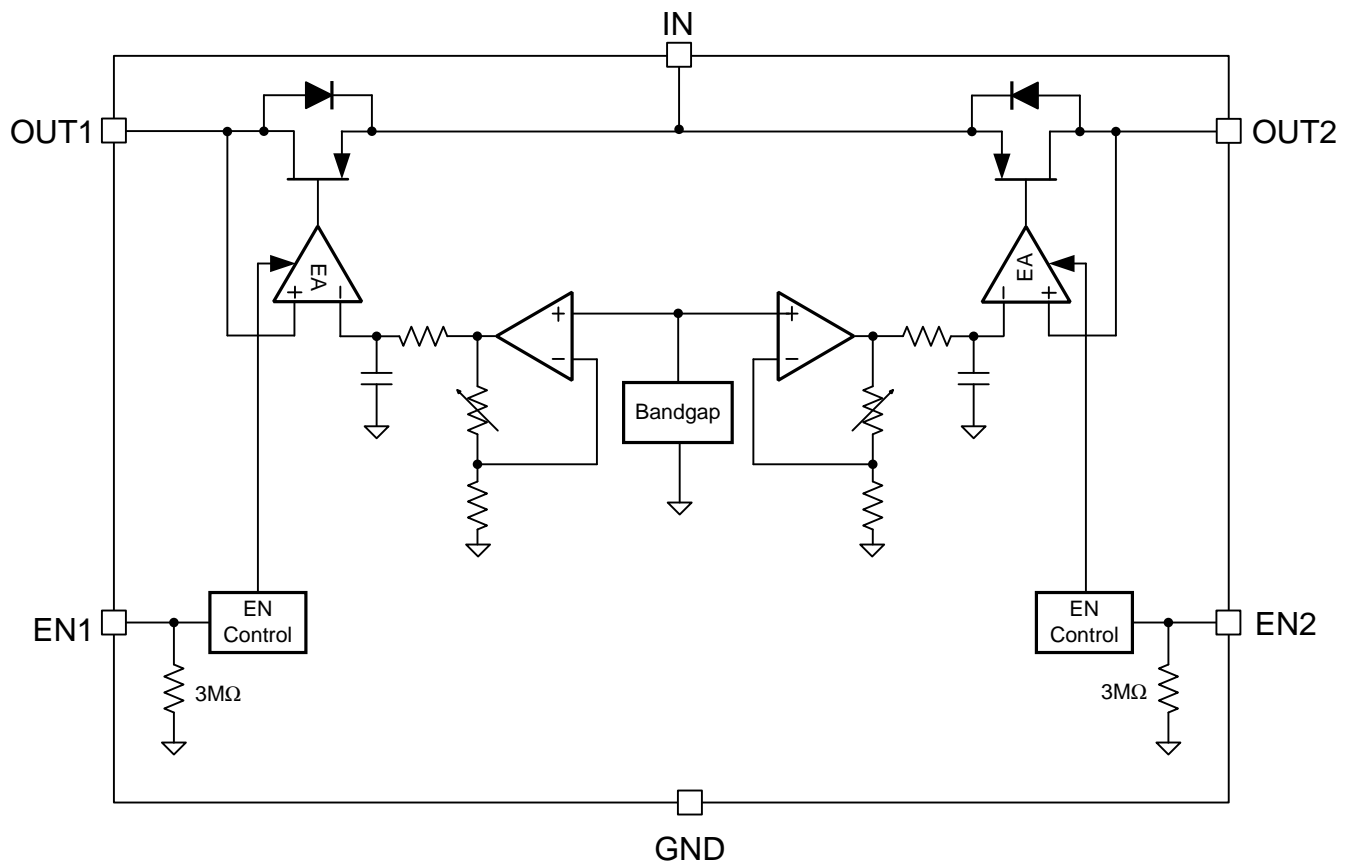 IN
OUT1
OUT2
EA
+
−
EA
−
+
+
−
+
−
Bandgap
EN1
EN
Control
EN
Control
EN2
3MΩ
3MΩ
GND